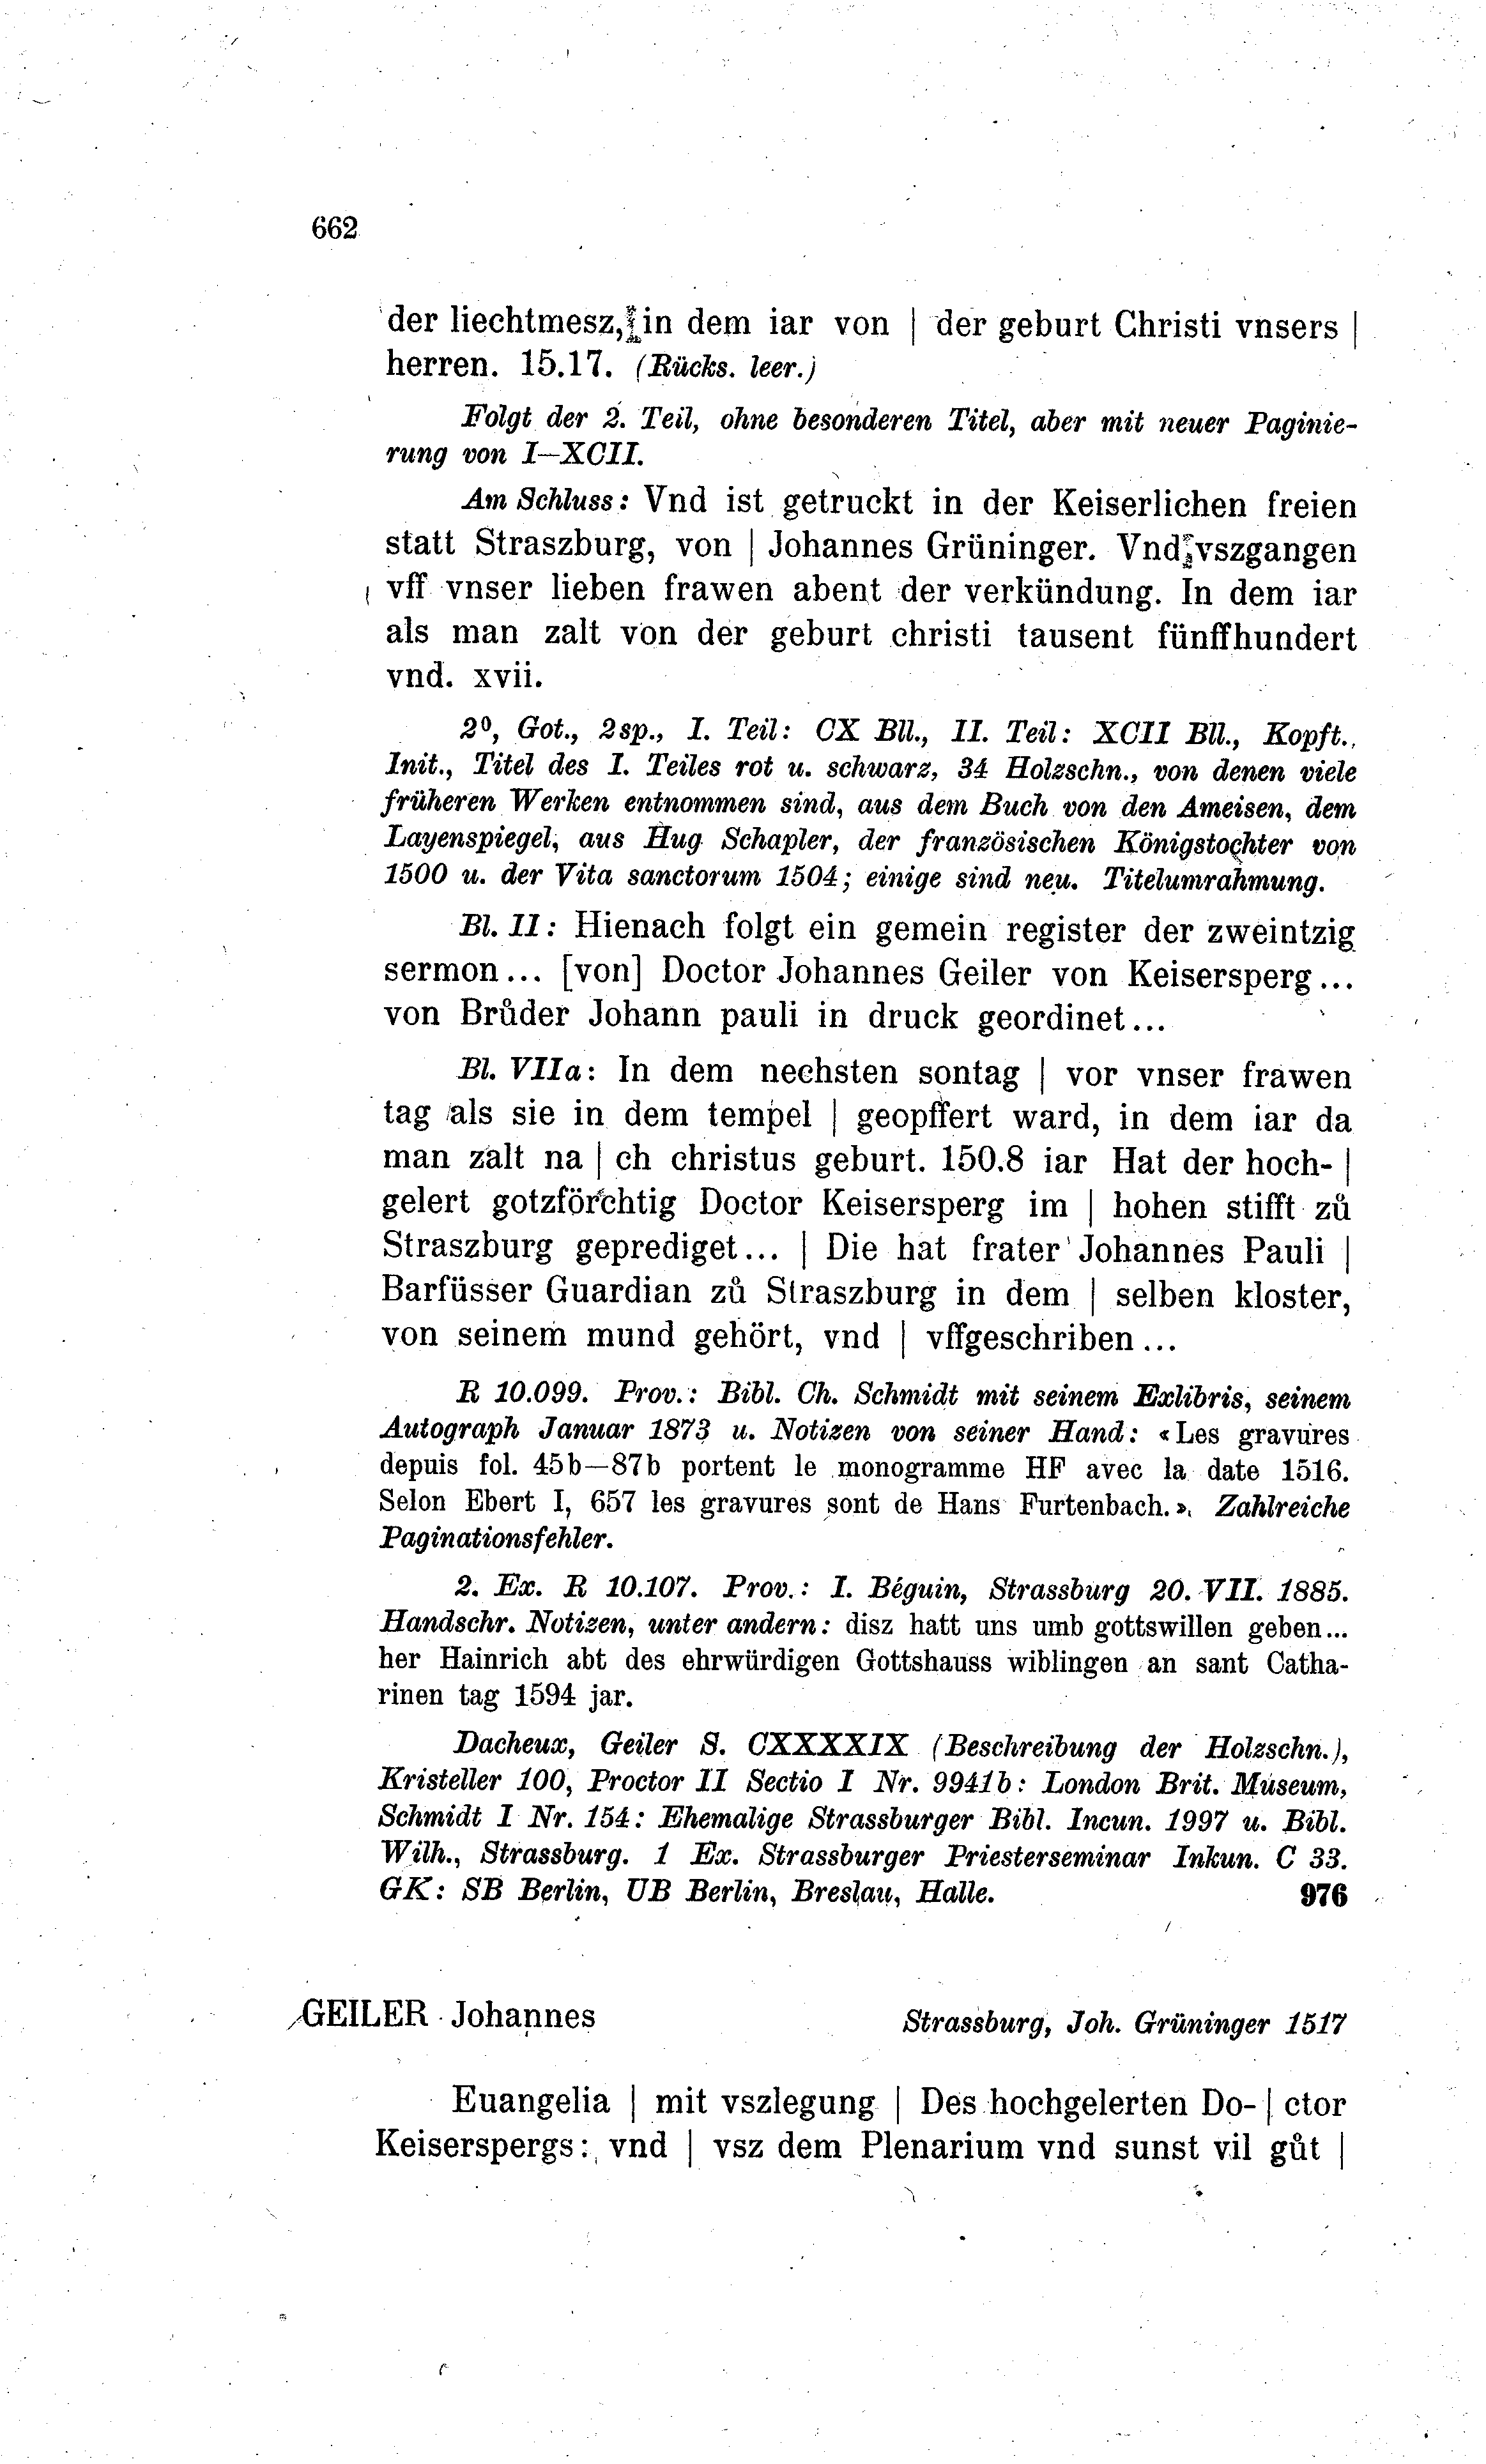 662
der liechtmesz, in dem iar von | der geburt Christi vnsers |
herren. 15.17. (Rücks. leer.)
Folgt der 2. Teil, ohne besonderen Titel, aber mit neuer Paginie-
rung von I—XCII.
Am Schluss: Vnd ist getruckt in der Keiserlichen freien
statt Straszburg, von | Johannes Grüninger. Vnd vszgangen
vff vnser lieben frawen abent der verkündung. In dem iar
als man zalt von der geburt christi tausent fünffhundert
vnd. xvii.
2º, Got., 2sp., I. Teil: CX Bll., II. Teil: XCII Bll., Kopft.,
Init., Titel des I. Teiles rot u. schwarz, 34 Holzschn., von denen viele
früheren Werken entnommen sind, aus dem Buch von den Ameisen, dem
Layenspiegel, aus Hug Schapler, der französischen Königstochter von
1500 u. der Vita sanctorum 1504; einige sind neu. Titelumrahmung.
Bl. II: Hienach folgt ein gemein register der zweintzig
sermon... [von] Doctor Johannes Geiler von Keisersperg...
von Brůder Johann pauli in druck geordinet...
Bl. VIIa: In dem nechsten sontag | vor vnser frawen
tag als sie in dem tempel | geopffert ward, in dem iar da
man zalt na | ch christus geburt. 150.8 iar Hat der hoch- |
gelert gotzförchtig Doctor Keisersperg im | hohen stifft zů
Straszburg geprediget... | Die hat frater Johannes Pauli |
Barfüsser Guardian zů Straszburg in dem | selben kloster,
von seinem mund gehört, vnd | vffgeschriben...
R 10.099. Prov.: Bibl. Ch. Schmidt mit seinem Exlibris, seinem
Autograph Januar 1873 u. Notizen von seiner Hand: «Les gravures
depuis fol. 45b—87b portent le monogramme HF avec la date 1516.
Selon Ebert I, 657 les gravures sont de Hans Furtenbach.». Zahlreiche
Paginationsfehler.
2. Ex. R 10.107. Prov.: I. Béguin, Strassburg 20. VII. 1885.
Handschr. Notizen, unter andern: disz hatt uns umb gottswillen geben...
her Hainrich abt des ehrwürdigen Gottshauss wiblingen an sant Catha-
rinen tag 1594 jar.
Dacheux, Geiler S. CXXXXIX (Beschreibung der Holzschn.),
Kristeller 100, Proctor II Sectio I Nr. 9941b: London Brit. Museum,
Schmidt I Nr. 154: Ehemalige Strassburger Bibl. Incun. 1997 u. Bibl.
Wilh., Strassburg. 1 Ex. Strassburger Priesterseminar Inkun. C 33.
GK: SB Berlin, UB Berlin, Breslau, Halle. 976
GEILER Johannes Strassburg, Joh. Grüninger 1517
Euangelia | mit vszlegung | Des hochgelerten Do- | ctor
Keiserspergs: vnd | vsz dem Plenarium vnd sunst vil gůt |